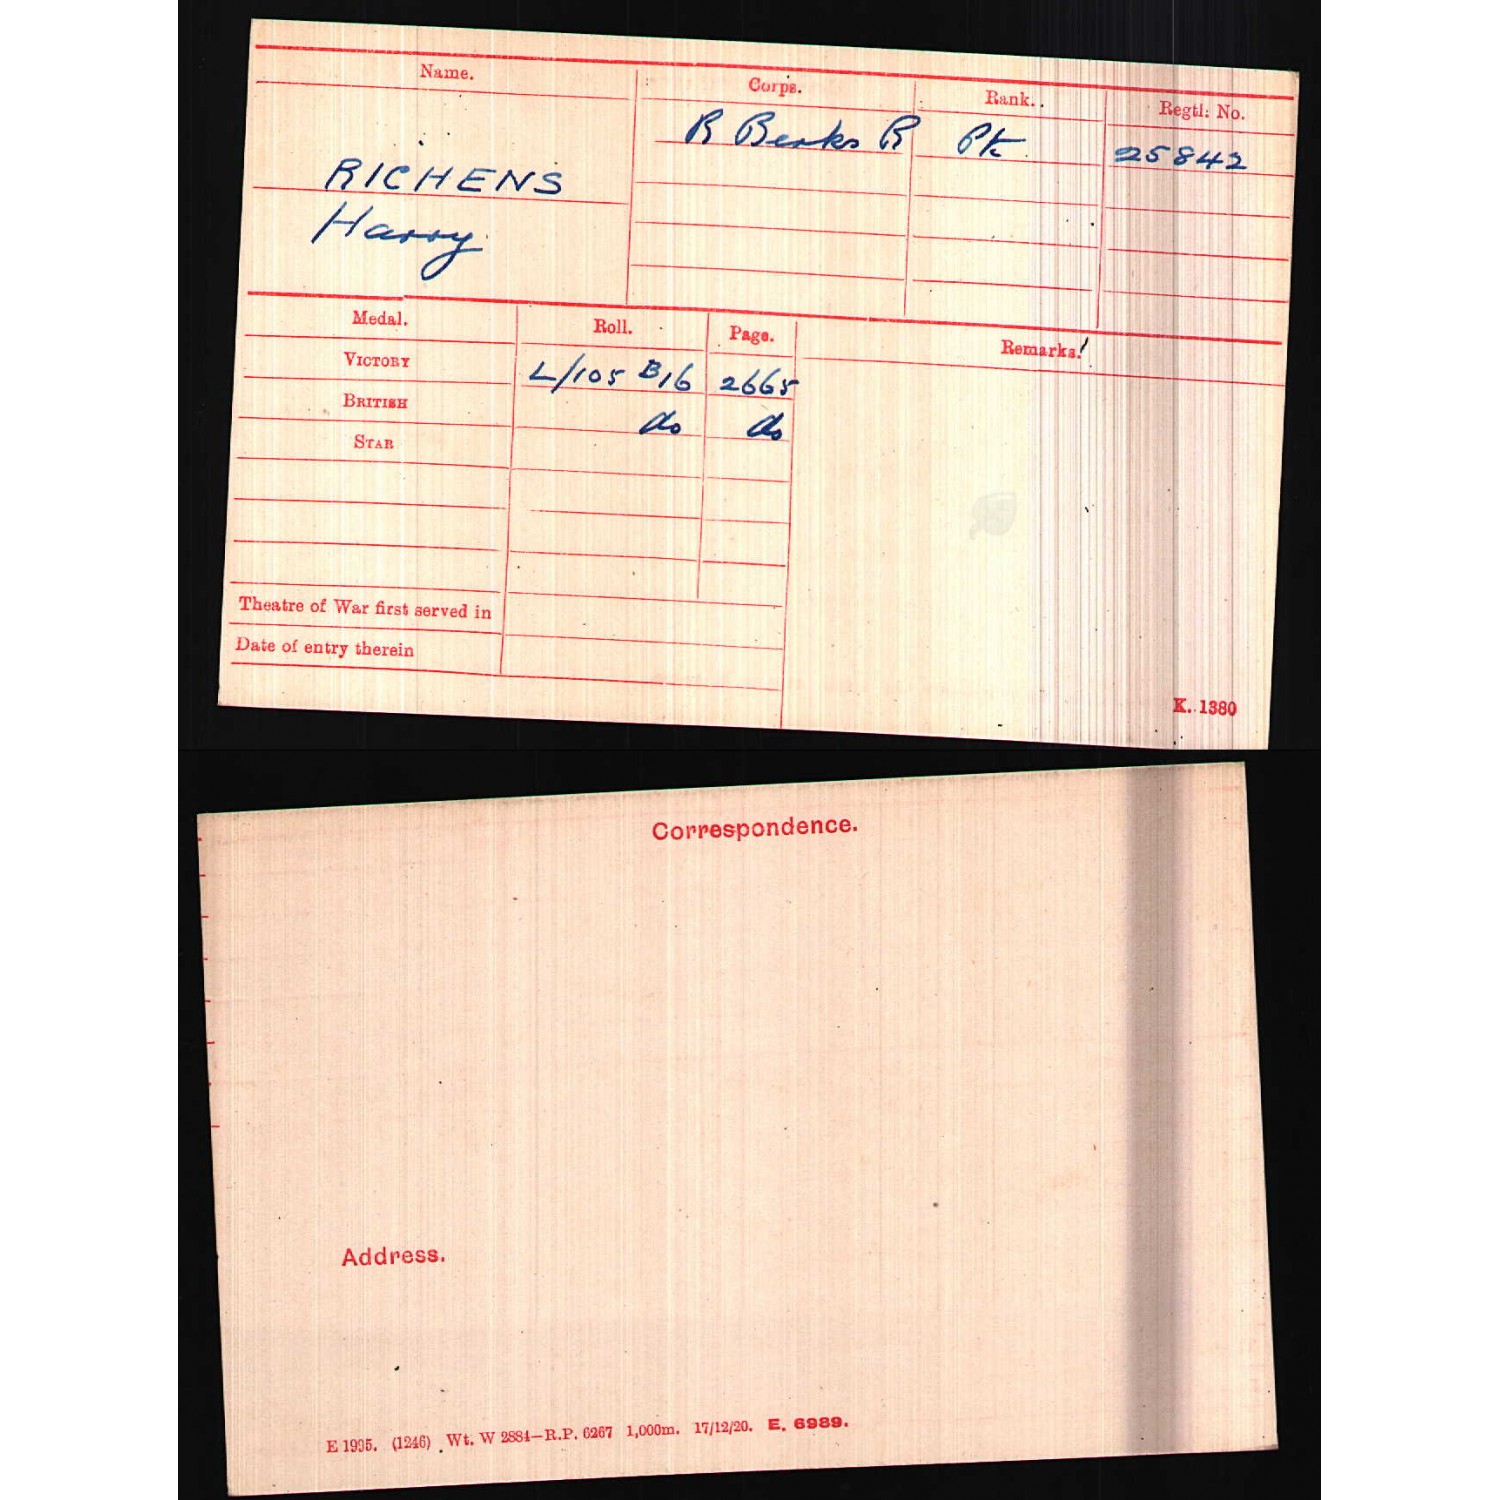 Name. Corps. Rank. Regtl. No.
R Berks R Pte 25842
RICHENS
Harry
Medal. Roll. Page. Remarks.
VICTORY L/105 B16 2665
BRITISH do do
STAR
Theatre of War first served in
Date of entry therein
K. 1380
Correspondence.
Address.
E 1995. (1246) Wt. W 2884—R.P. 6267 1,000m. 17/12/20. E. 6989.